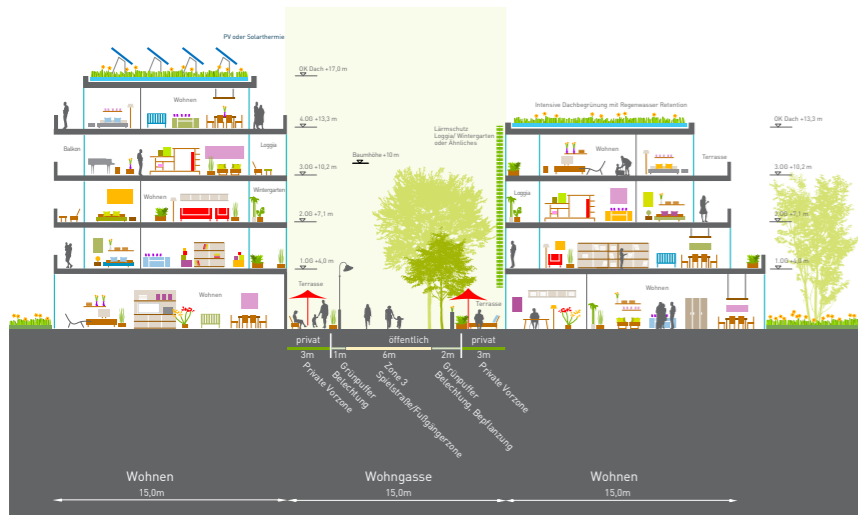 PV oder Solarthermie
OK Dach +17,0 m
Wohnen
4.OG +13,3 m
Lärmschutz
Loggia/ Wintergarten
oder Ähnliches
Intensive Dachbegrünung mit Regenwasser Retention
OK Dach +13,3 m
Balkon
Loggia
Baumhöhe +10 m
Wohnen
Terrasse
3.OG +10,2 m
3.OG +10,2 m
Wohnen
Wintergarten
Loggia
2.OG +7,1 m
2.OG +7,1 m
Wohnen
1.OG +4,0 m
1.OG +4,0 m
Wohnen
Terrasse
Terrasse
Wohnen
privat
öffentlich
privat
3m
1m
6m
2m
3m
Private Vorzone
Grünpuffer
Belechtung
Zone 3
Spielstraße/Fußgängerzone
Grünpuffer
Belechtung, Bepflanzung
Private Vorzone
Wohnen
Wohngasse
Wohnen
15,0m
15,0m
15,0m